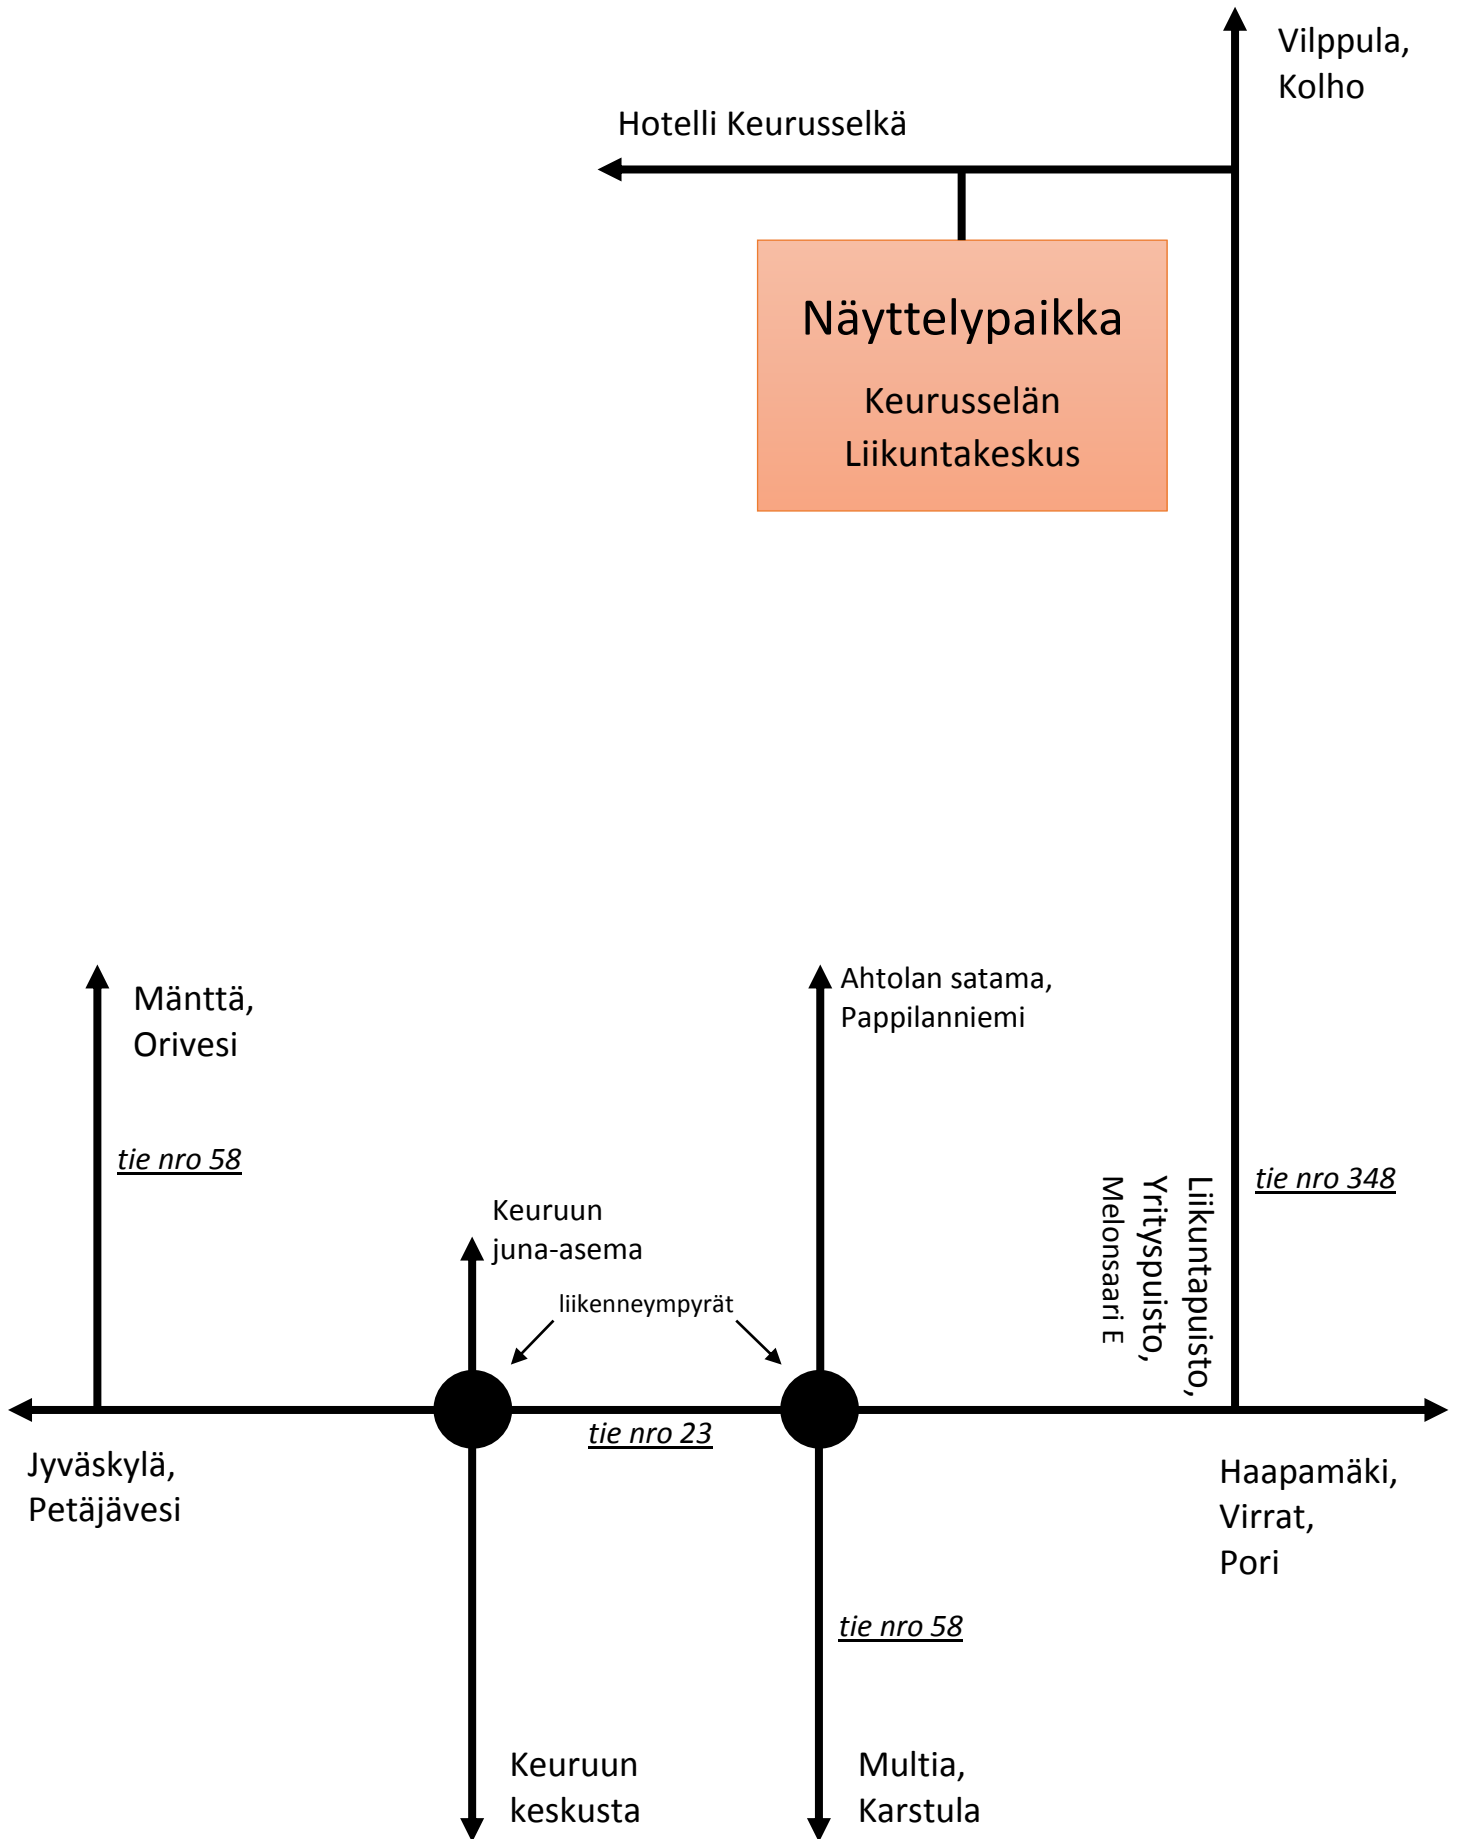 Vilppula,
Kolho
Hotelli Keurusselkä
Näyttelypaikka
Keurusselän
Liikuntakeskus
Mänttä,
Orivesi
Ahtolan satama,
Pappilanniemi
tie nro 58
tie nro 348
Liikuntapuisto,
Yrityspuisto,
Melonsaari E
Keuruun
juna-asema
liikenneympyrät
tie nro 23
Jyväskylä,
Petäjävesi
Haapamäki,
Virrat,
Pori
tie nro 58
Keuruun
keskusta
Multia,
Karstula